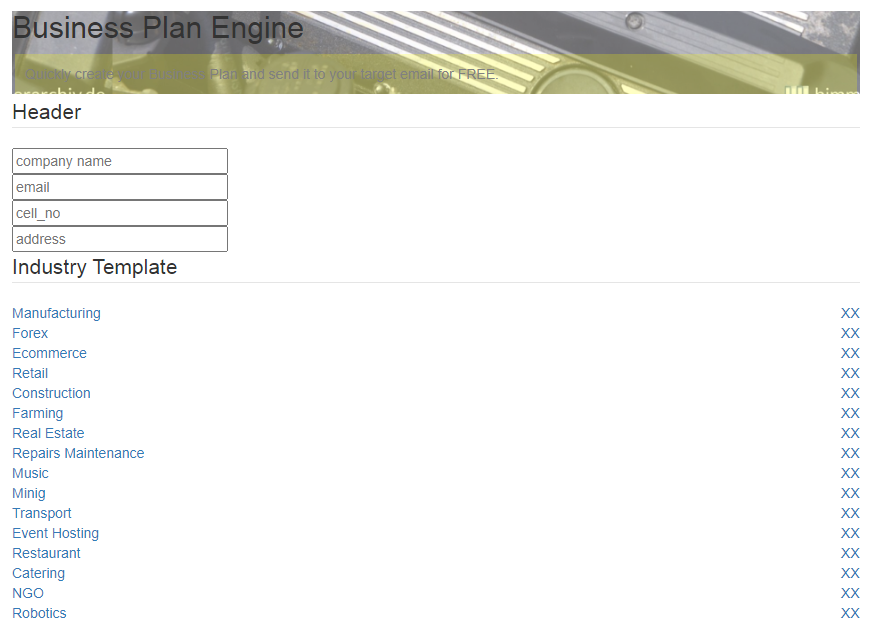 Business Plan Engine
Quickly create your Business Plan and send it to your target email for FREE.
Header
company name
email
cell_no
address
Industry Template
Manufacturing XX
Forex XX
Ecommerce XX
Retail XX
Construction XX
Farming XX
Real Estate XX
Repairs Maintenance XX
Music XX
Minig XX
Transport XX
Event Hosting XX
Restaurant XX
Catering XX
NGO XX
Robotics XX